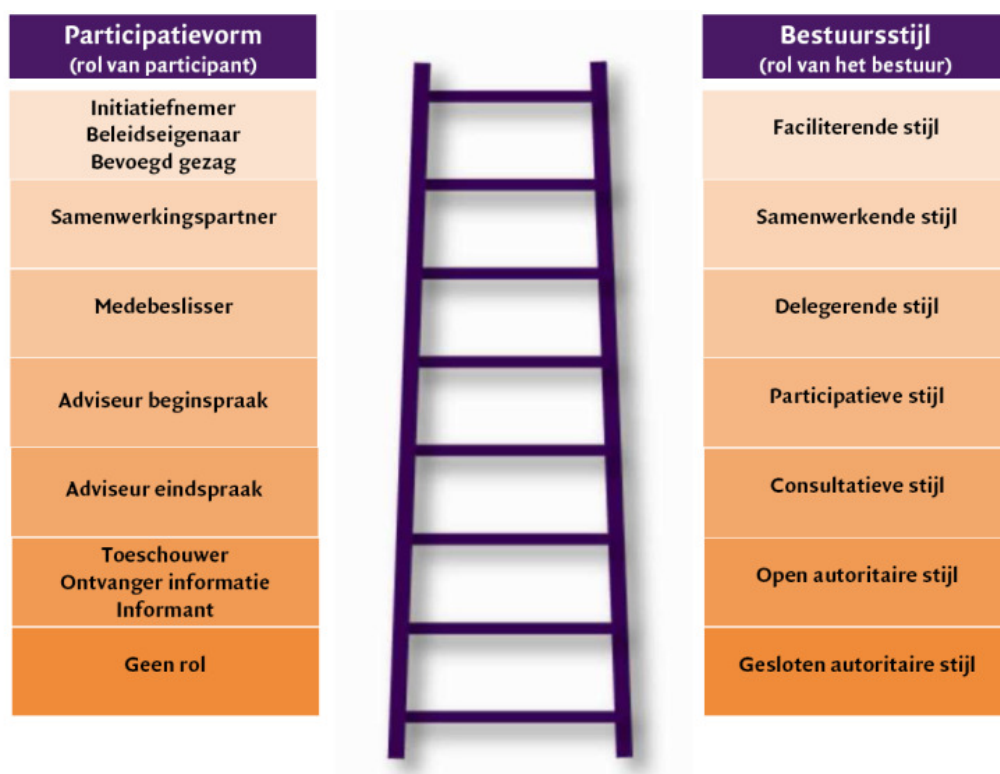 Participatievorm
(rol van participant)
Initiatiefnemer
Beleidseigenaar
Bevoegd gezag
Samenwerkingspartner
Medebeslisser
Adviseur beginspraak
Adviseur eindspraak
Toeschouwer
Ontvanger informatie
Informant
Geen rol
Bestuursstijl
(rol van het bestuur)
Faciliterende stijl
Samenwerkende stijl
Delegerende stijl
Participatieve stijl
Consultatieve stijl
Open autoritaire stijl
Gesloten autoritaire stijl